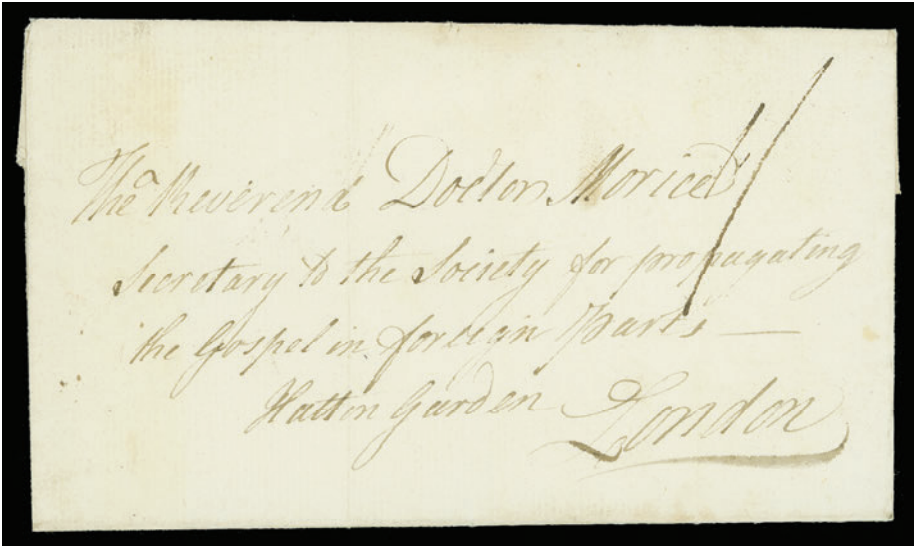 The Reverend Doctor Morice
Secretary to the Society for propagating
the Gospel in foreign Parts
Hatton Garden London